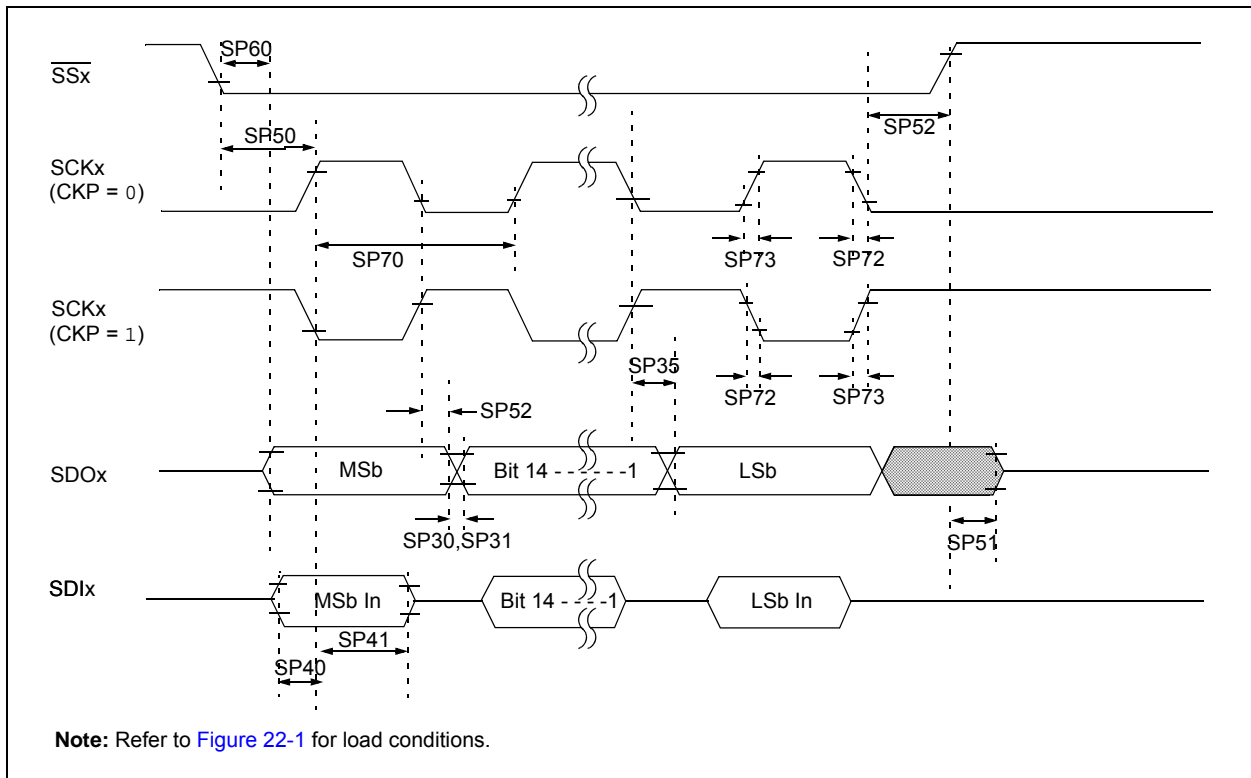 SP60
SSx
SP52
SP50
SCKx
(CKP = 0)
SP70
SP73
SP72
SCKx
(CKP = 1)
SP35
SP72
SP73
SP52
SDOx
MSb
Bit 14 - - - - - -1
LSb
SP30,SP31
SP51
SDIx
MSb In
Bit 14 - - - -1
LSb In
SP41
SP40
Note: Refer to Figure 22-1 for load conditions.